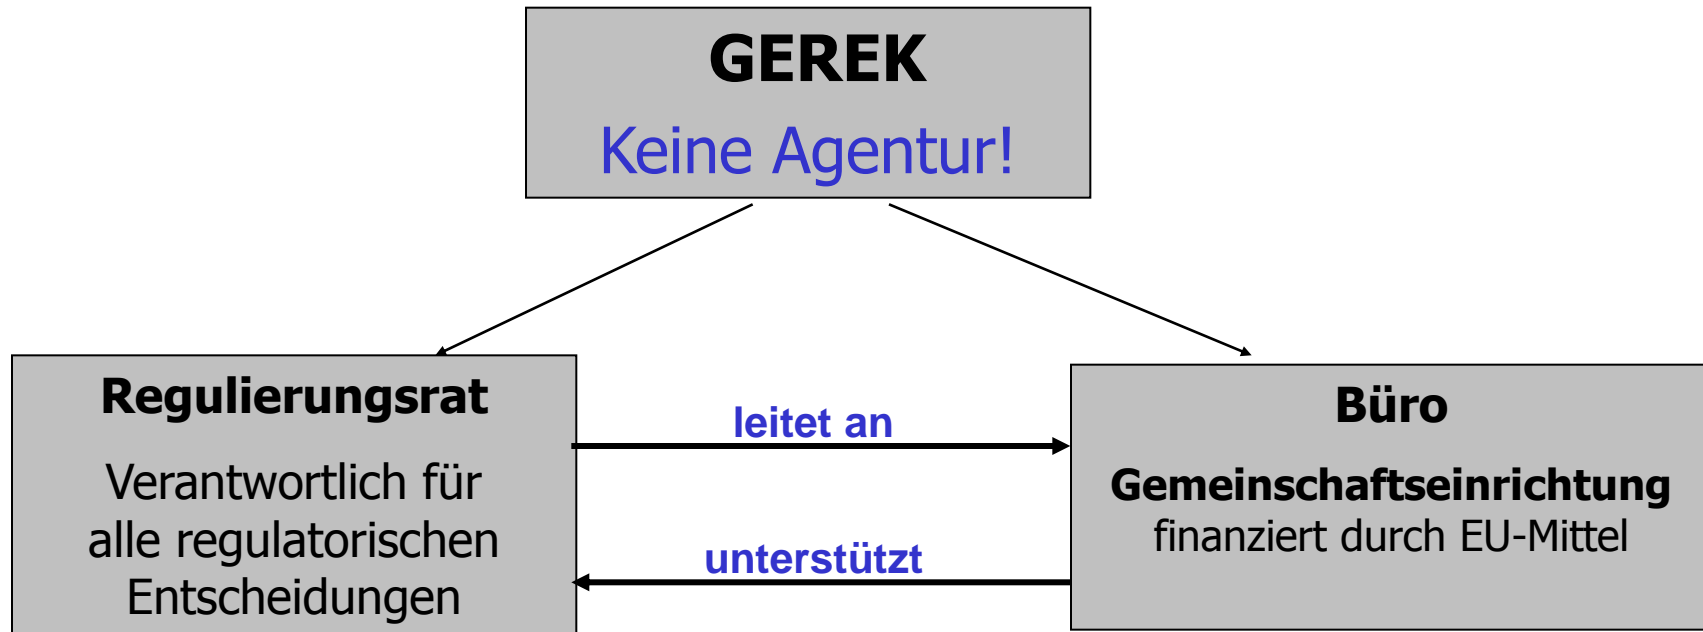 GEREK
Keine Agentur!
Regulierungsrat
Verantwortlich für
alle regulatorischen
Entscheidungen
leitet an
unterstützt
Büro
Gemeinschaftseinrichtung
finanziert durch EU-Mittel